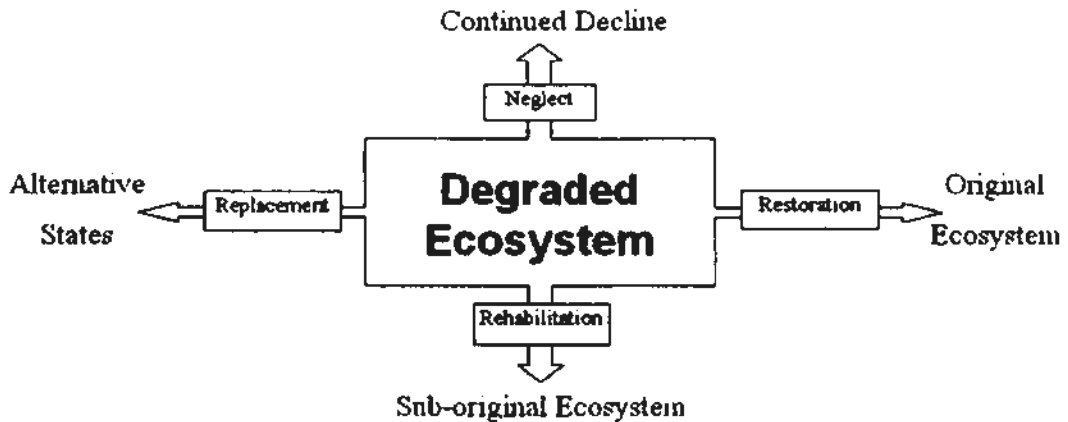 Continued Decline
Neglect
Alternative
States
Replacement
Degraded
Ecosystem
Restoration
Original
Ecosystem
Rehabilitation
Sub-original Ecosystem